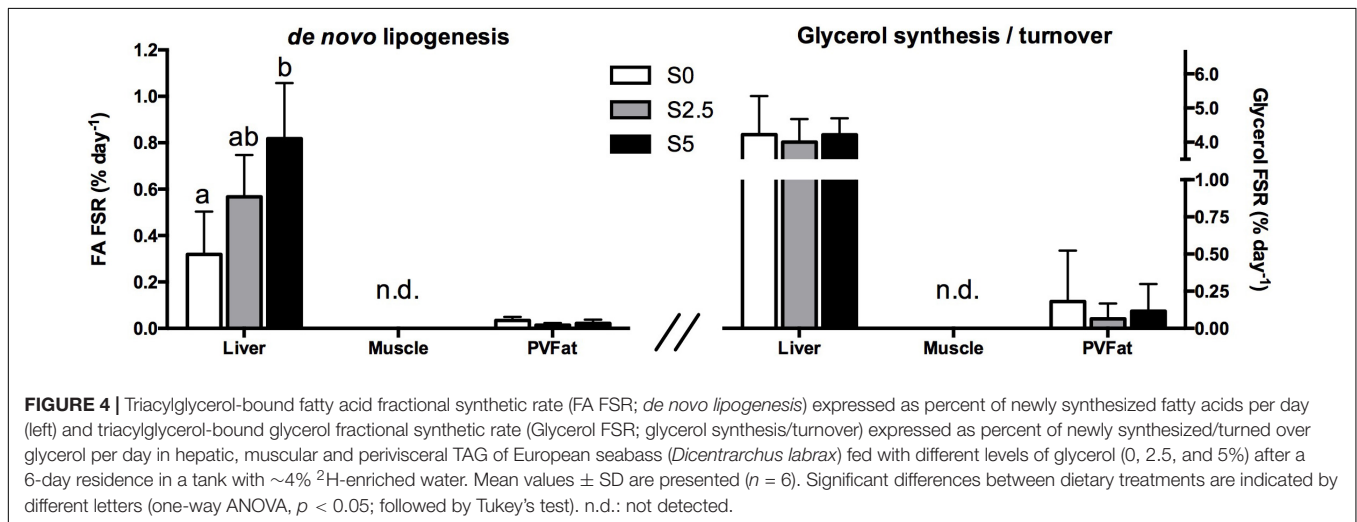 de novo lipogenesis
Glycerol synthesis / turnover
1.2
1.0
0.8
0.6
0.4
0.2
0.0
FA FSR (% day-1)
a
ab
b
n.d.
Liver
Muscle
PVFat
S0
S2.5
S5
n.d.
Liver
Muscle
PVFat
6.0
5.0
4.0
1.00
0.75
0.50
0.25
0.00
Glycerol FSR (% day-1)
FIGURE 4 | Triacylglycerol-bound fatty acid fractional synthetic rate (FA FSR; de novo lipogenesis) expressed as percent of newly synthesized fatty acids per day
(left) and triacylglycerol-bound glycerol fractional synthetic rate (Glycerol FSR; glycerol synthesis/turnover) expressed as percent of newly synthesized/turned over
glycerol per day in hepatic, muscular and perivisceral TAG of European seabass (Dicentrarchus labrax) fed with different levels of glycerol (0, 2.5, and 5%) after a
6-day residence in a tank with ~4% ²H-enriched water. Mean values ± SD are presented (n = 6). Significant differences between dietary treatments are indicated by
different letters (one-way ANOVA, p < 0.05; followed by Tukey's test). n.d.: not detected.